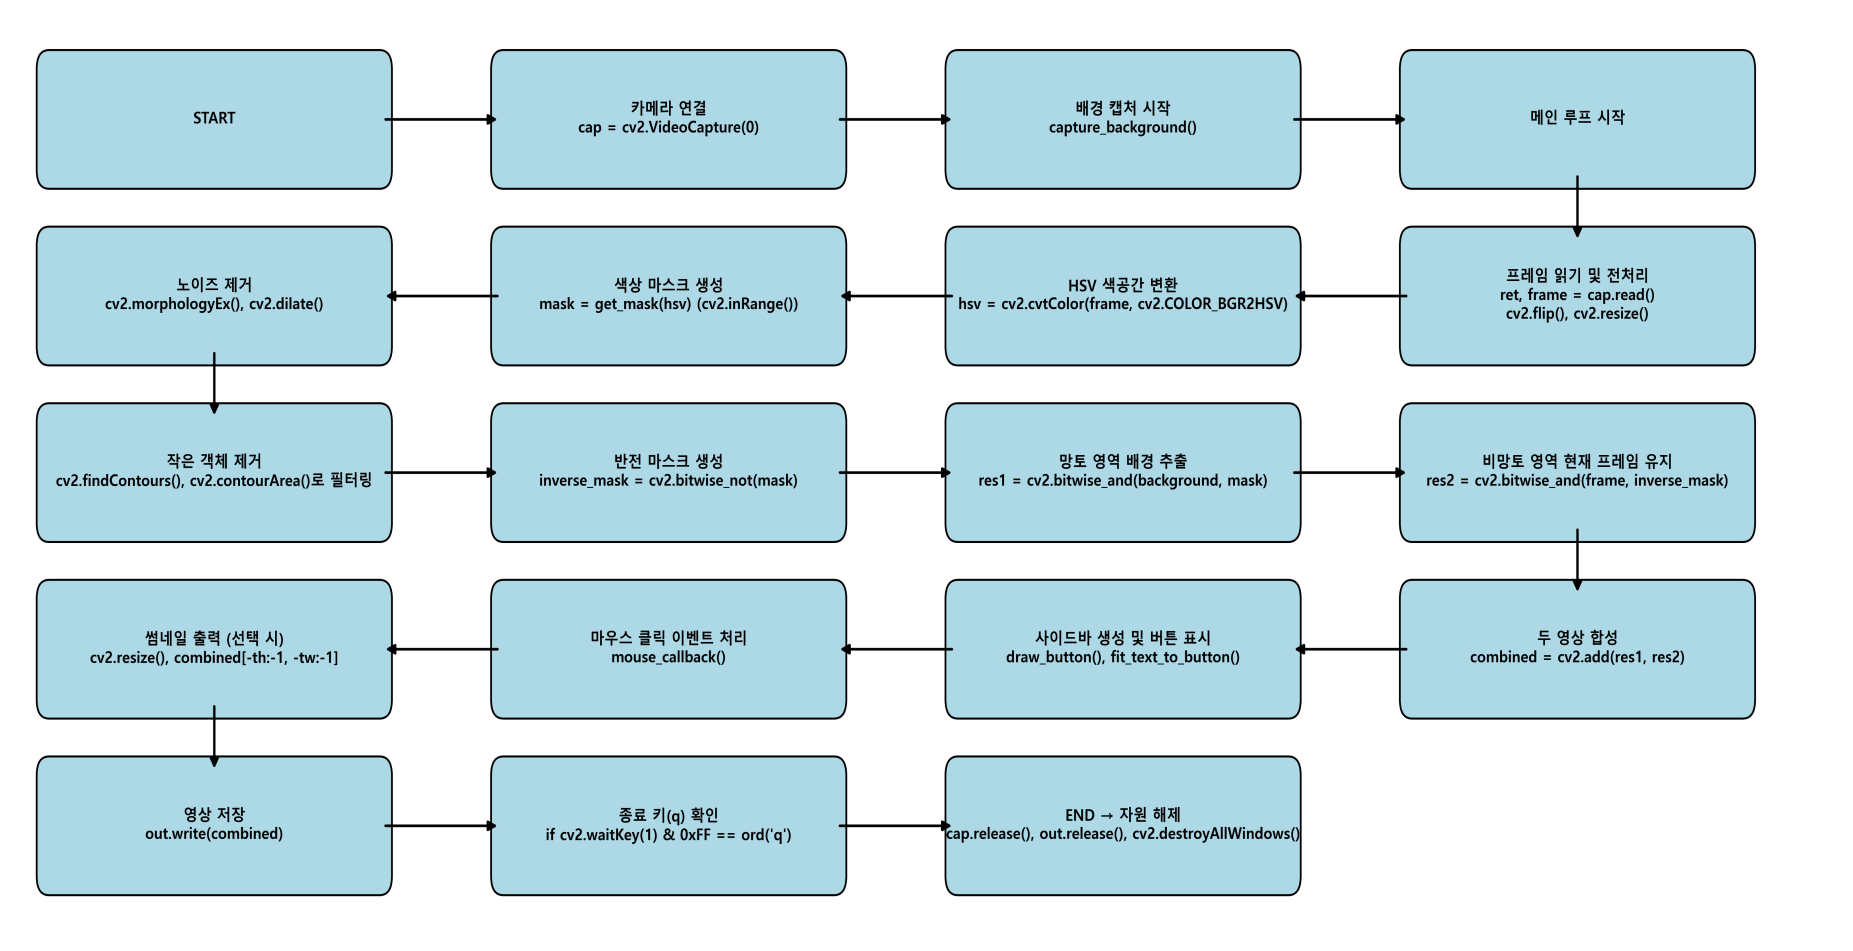 START
카메라 연결
cap = cv2.VideoCapture(0)
배경 캡처 시작
capture_background()
메인 루프 시작
프레임 읽기 및 전처리
ret, frame = cap.read()
cv2.flip(), cv2.resize()
HSV 색공간 변환
hsv = cv2.cvtColor(frame, cv2.COLOR_BGR2HSV)
색상 마스크 생성
mask = get_mask(hsv) (cv2.inRange())
노이즈 제거
cv2.morphologyEx(), cv2.dilate()
작은 객체 제거
cv2.findContours(), cv2.contourArea()로 필터링
반전 마스크 생성
inverse_mask = cv2.bitwise_not(mask)
망토 영역 배경 추출
res1 = cv2.bitwise_and(background, mask)
비망토 영역 현재 프레임 유지
res2 = cv2.bitwise_and(frame, inverse_mask)
두 영상 합성
combined = cv2.add(res1, res2)
사이드바 생성 및 버튼 표시
draw_button(), fit_text_to_button()
마우스 클릭 이벤트 처리
mouse_callback()
썸네일 출력 (선택 시)
cv2.resize(), combined[-th:-1, -tw:-1]
영상 저장
out.write(combined)
종료 키(q) 확인
if cv2.waitKey(1) & 0xFF == ord('q')
END → 자원 해제
cap.release(), out.release(), cv2.destroyAllWindows()